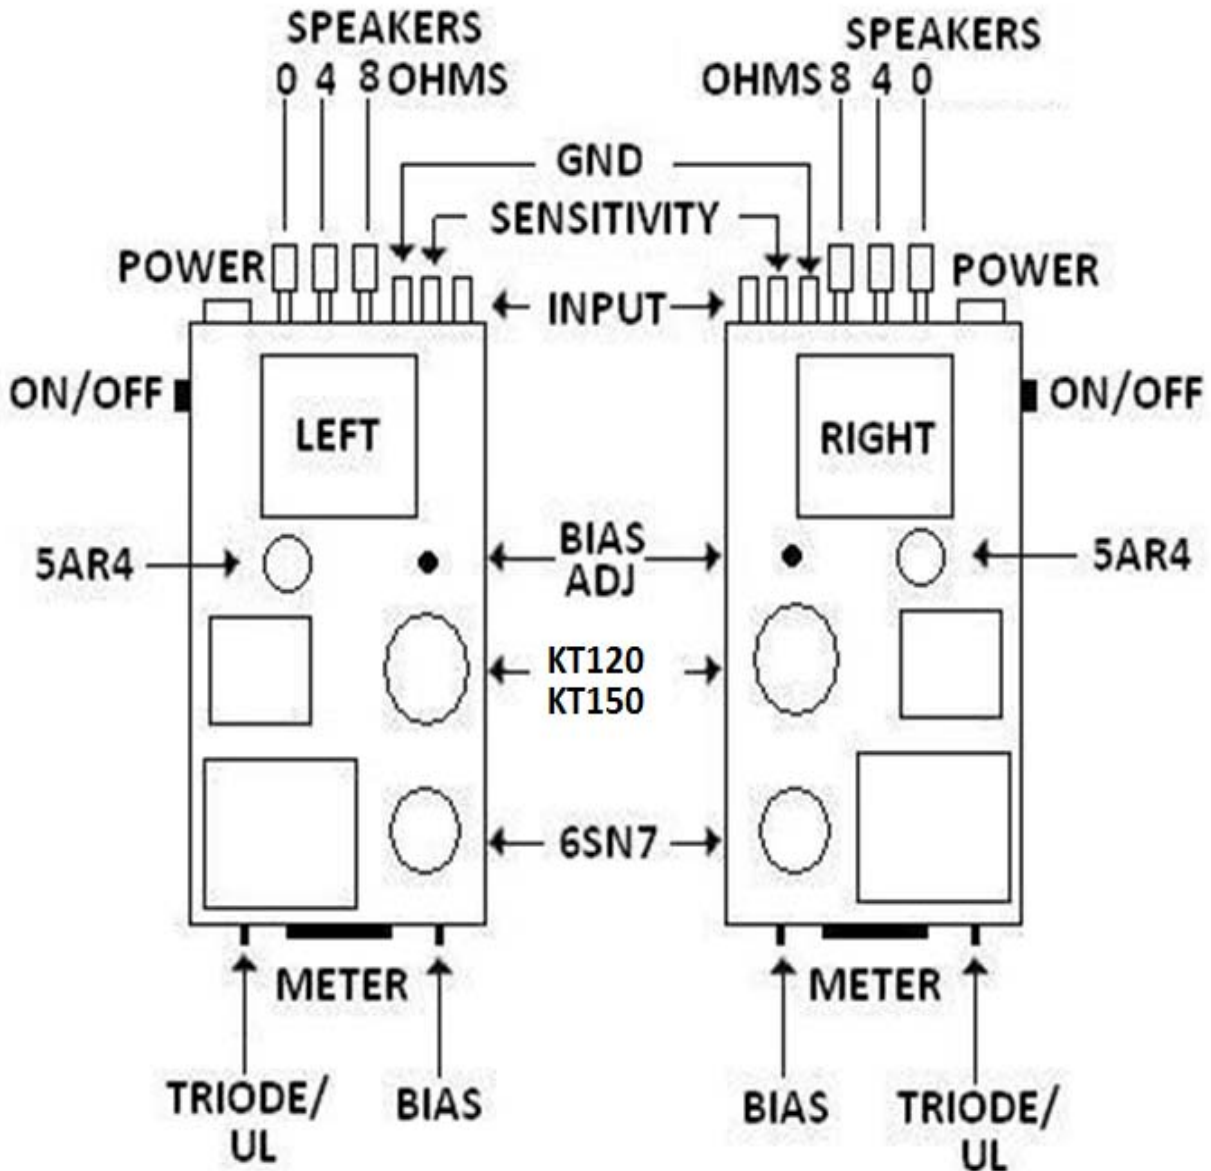 SPEAKERS
0 4 8 OHMS
SPEAKERS
OHMS 8 4 0
GND
SENSITIVITY
POWER
INPUT
POWER
ON/OFF
LEFT
RIGHT
ON/OFF
5AR4
BIAS
ADJ
5AR4
KT120
KT150
6SN7
METER
METER
TRIODE/
UL
BIAS
BIAS
TRIODE/
UL